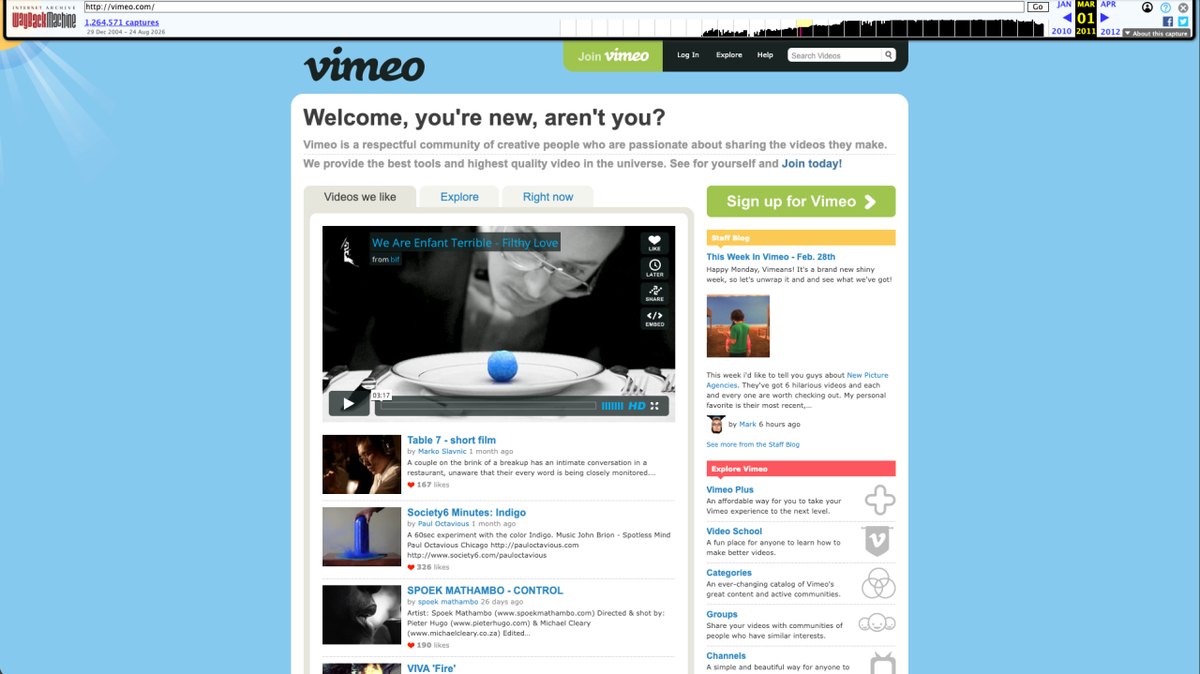 INTERNET ARCHIVE
WayBackMachine
http://vimeo.com/
Go
1,264,571 captures
29 Dec 2004 – 24 Aug 2026
JAN MAR APR
01
2010 2011 2012
About this capture
vimeo
Join vimeo
Log In
Explore
Help
Search Videos
Welcome, you're new, aren't you?
Vimeo is a respectful community of creative people who are passionate about sharing the videos they make.
We provide the best tools and highest quality video in the universe. See for yourself and Join today!
Videos we like
Explore
Right now
We Are Enfant Terrible - Filthy Love
from bif
LIKE
LATER
SHARE
EMBED
03:17
HD
Table 7 - short film
by Marko Slavnic 1 month ago
A couple on the brink of a breakup has an intimate conversation in a
restaurant, unaware that their every word is being closely monitored....
167 likes
Society6 Minutes: Indigo
by Paul Octavious 1 month ago
A 60sec experiment with the color Indigo. Music John Brion - Spotless Mind
Paul Octavious Chicago http://pauloctavious.com
http://www.society6.com/pauloctavious
326 likes
SPOEK MATHAMBO - CONTROL
by spoek mathambo 26 days ago
Artist: Spoek Mathambo (www.spoekmathambo.com) Directed & shot by:
Pieter Hugo (www.pieterhugo.com) & Michael Cleary
(www.michaelcleary.co.za) Edited...
190 likes
VIVA 'Fire'
Sign up for Vimeo
Staff Blog
This Week In Vimeo - Feb. 28th
Happy Monday, Vimeans! It's a brand new shiny
week, so let's unwrap it and and see what we've got!
This week i'd like to tell you guys about New Picture
Agencies. They've got 6 hilarious videos and each
and every one are worth checking out. My personal
favorite is their most recent,...
by Mark 6 hours ago
See more from the Staff Blog
Explore Vimeo
Vimeo Plus
An affordable way for you to take your
Vimeo experience to the next level.
Video School
A fun place for anyone to learn how to
make better videos.
Categories
An ever-changing catalog of Vimeo's
great content and active communities.
Groups
Share your videos with communities of
people who have similar interests.
Channels
A simple and beautiful way for anyone to